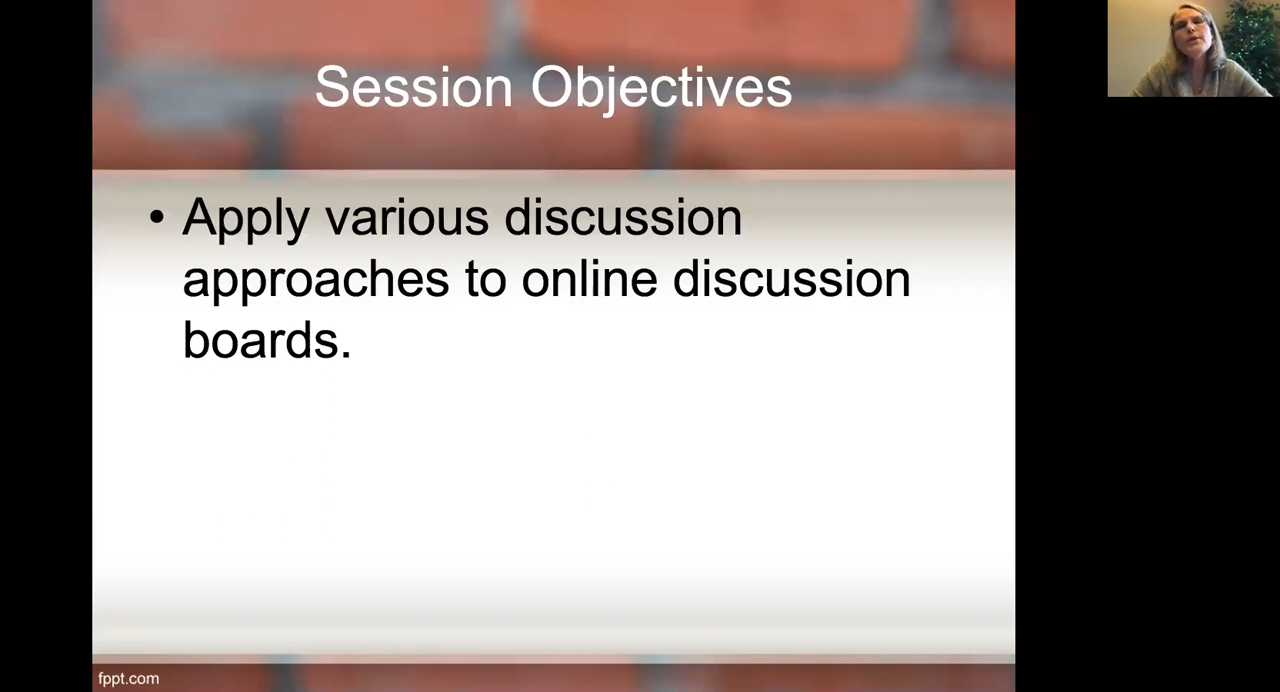 Session Objectives
• Apply various discussion
approaches to online discussion
boards.
fppt.com